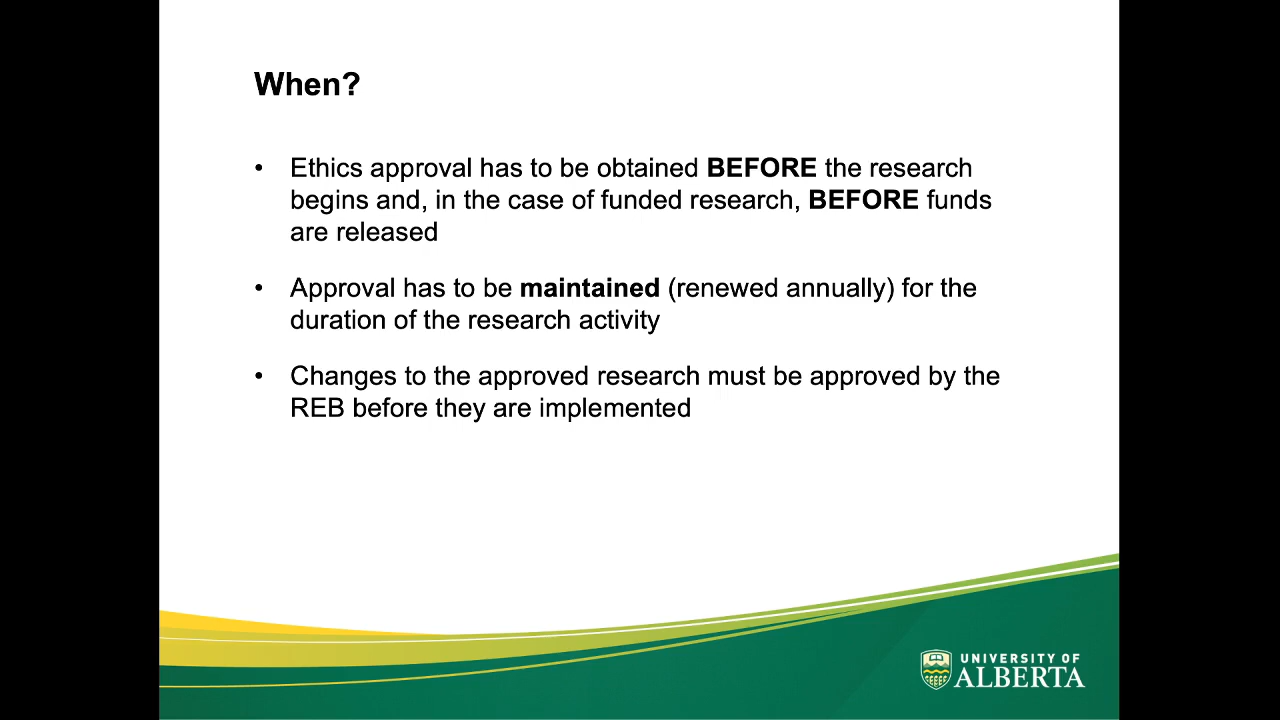 When?
• Ethics approval has to be obtained BEFORE the research
begins and, in the case of funded research, BEFORE funds
are released
• Approval has to be maintained (renewed annually) for the
duration of the research activity
• Changes to the approved research must be approved by the
REB before they are implemented
UNIVERSITY OF
ALBERTA